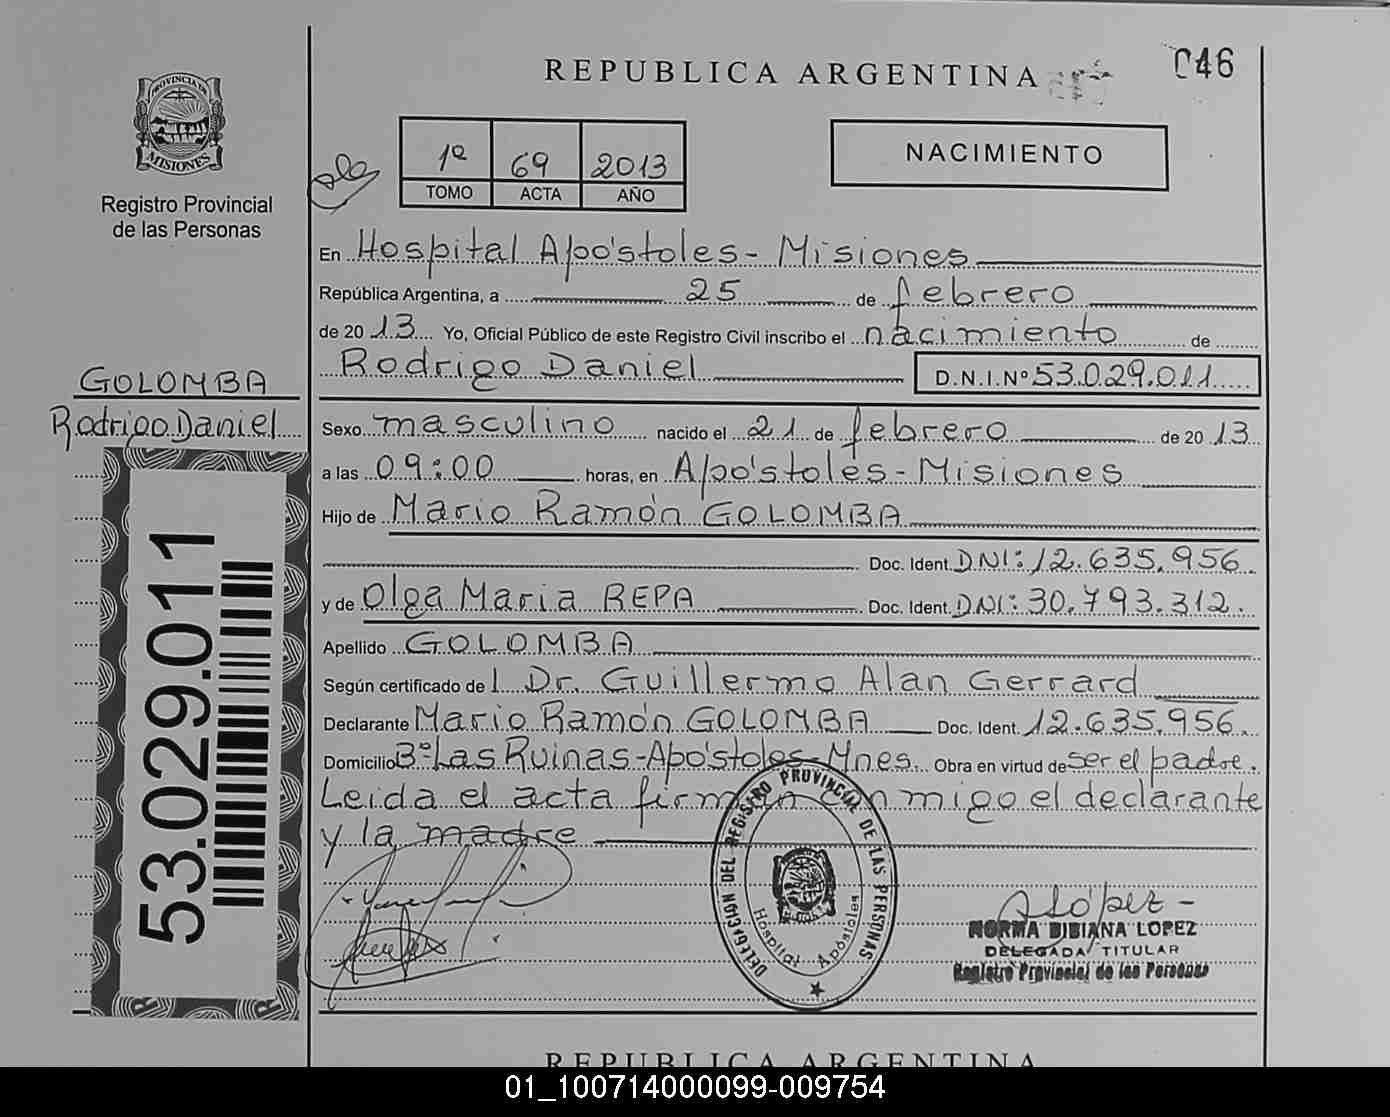 REPUBLICA ARGENTINA
046
PROVINCIA DE
MISIONES
Registro Provincial
de las Personas
1º 69 2013
TOMO ACTA AÑO
NACIMIENTO
En Hospital Apóstoles - Misiones
República Argentina, a 25 de febrero
de 2013 Yo, Oficial Público de este Registro Civil inscribo el nacimiento de
Rodrigo Daniel D.N.I.Nº 53.029.011
GOLOMBA
Rodrigo Daniel
53.029.011
Sexo masculino nacido el 21 de febrero de 2013
a las 09:00 horas, en Apóstoles - Misiones
Hijo de Mario Ramón GOLOMBA
Doc. Ident. DNI: 12.635.956.
y de Olga Maria REPA Doc. Ident. DNI: 30.793.312.
Apellido GOLOMBA
Según certificado de l Dr. Guillermo Alan Gerrard
Declarante Mario Ramón GOLOMBA Doc. Ident. 12.635.956.
Domicilio Bº Las Ruinas - Apóstoles - Mnes. Obra en virtud de ser el padre.
Leida el acta firman conmigo el declarante
y la madre
DELEGACION DEL REGISTRO PROVINCIAL DE LAS PERSONAS
Hospital Apóstoles
López
NORMA BIBIANA LOPEZ
DELEGADA TITULAR
Registro Provincial de las Personas
REPUBLICA ARGENTINA
01_100714000099-009754